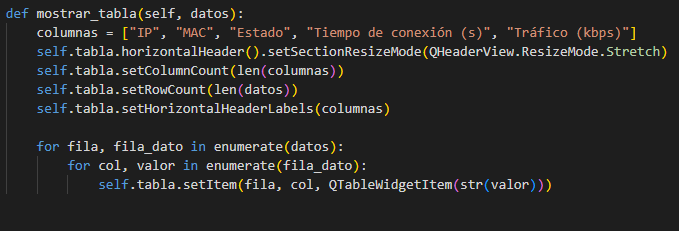 def mostrar_tabla(self, datos):
    columnas = ["IP", "MAC", "Estado", "Tiempo de conexión (s)", "Tráfico (kbps)"]
    self.tabla.horizontalHeader().setSectionResizeMode(QHeaderView.ResizeMode.Stretch)
    self.tabla.setColumnCount(len(columnas))
    self.tabla.setRowCount(len(datos))
    self.tabla.setHorizontalHeaderLabels(columnas)

    for fila, fila_dato in enumerate(datos):
        for col, valor in enumerate(fila_dato):
            self.tabla.setItem(fila, col, QTableWidgetItem(str(valor)))